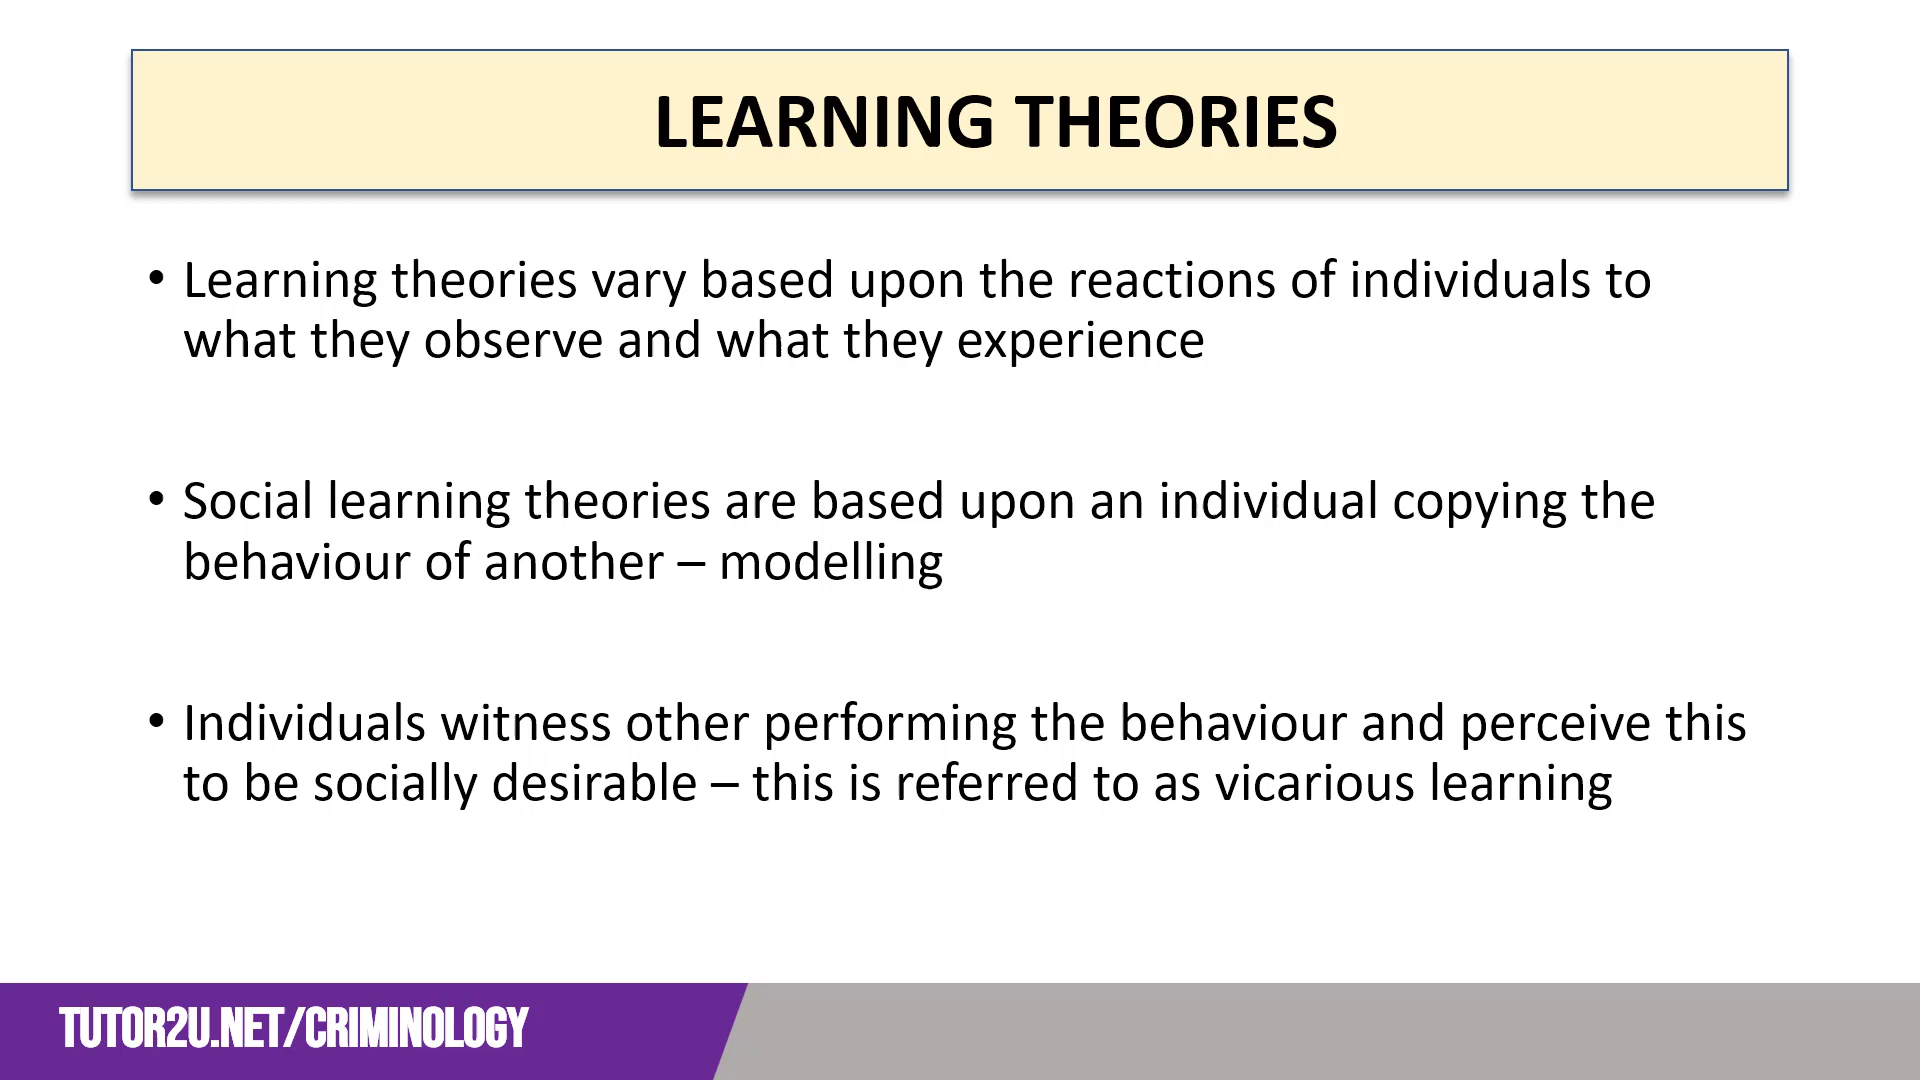 LEARNING THEORIES
• Learning theories vary based upon the reactions of individuals to
what they observe and what they experience
• Social learning theories are based upon an individual copying the
behaviour of another – modelling
• Individuals witness other performing the behaviour and perceive this
to be socially desirable – this is referred to as vicarious learning
TUTOR2U.NET/CRIMINOLOGY